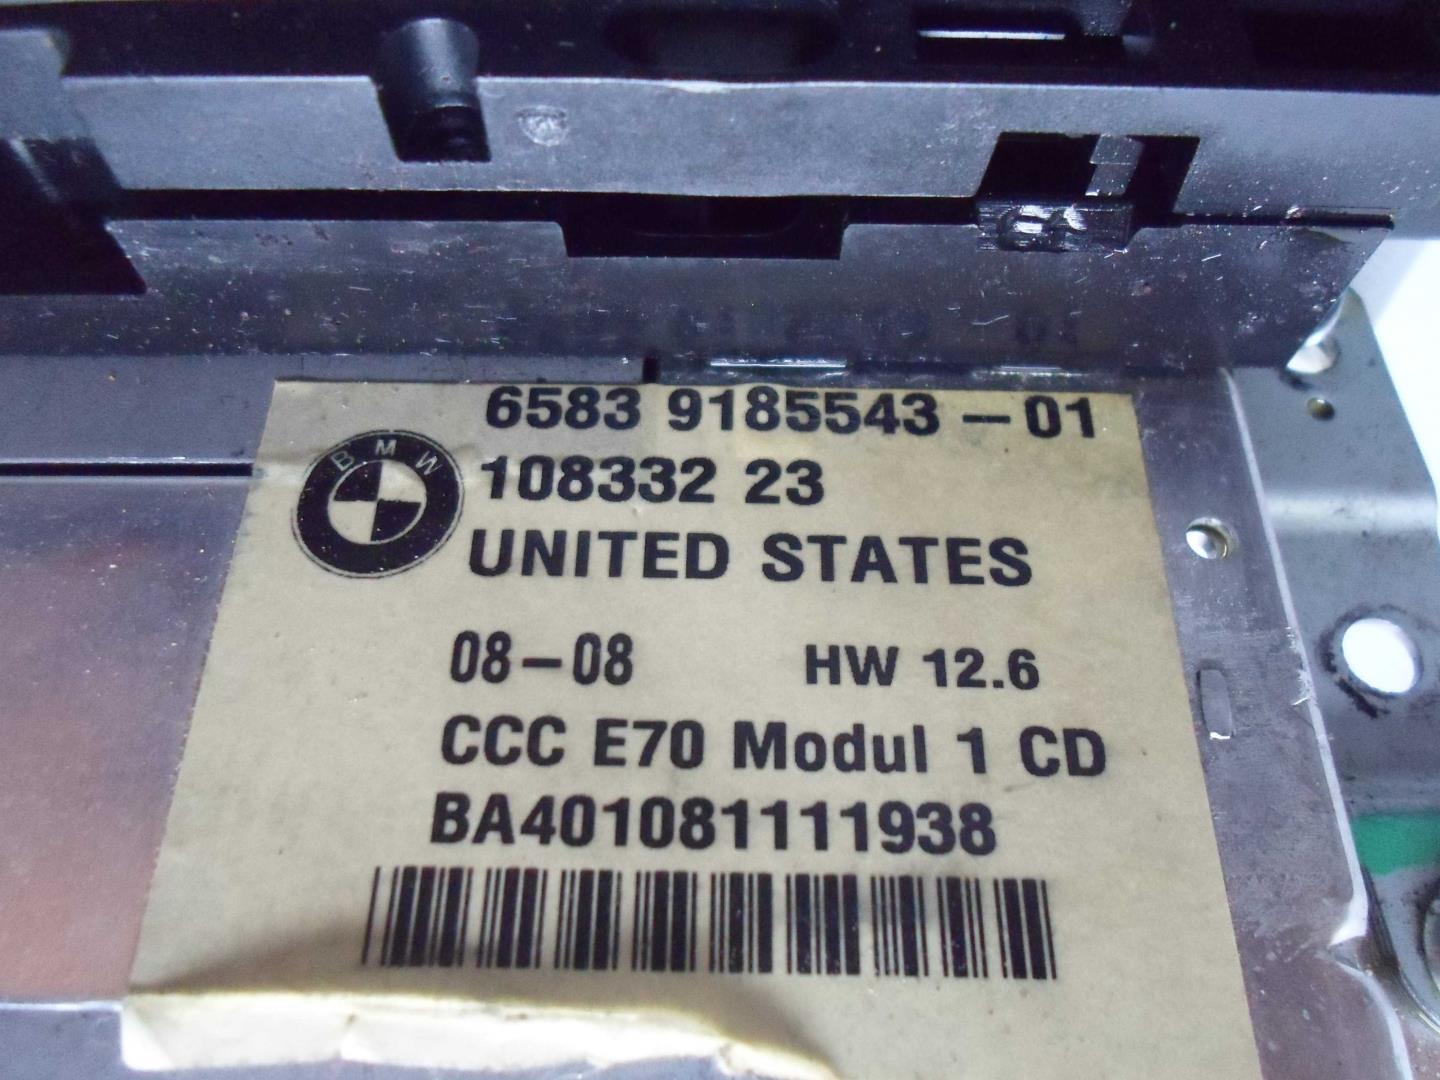 6583 9185543-01
BMW
108332 23
UNITED STATES
08-08 HW 12.6
CCC E70 Modul 1 CD
BA401081111938